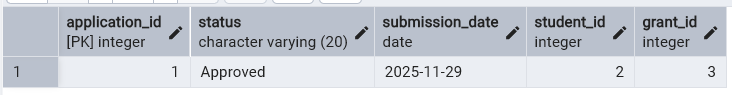 application_id status submission_date student_id grant_id
[PK] integer character varying (20) date integer integer
1 1 Approved 2025-11-29 2 3